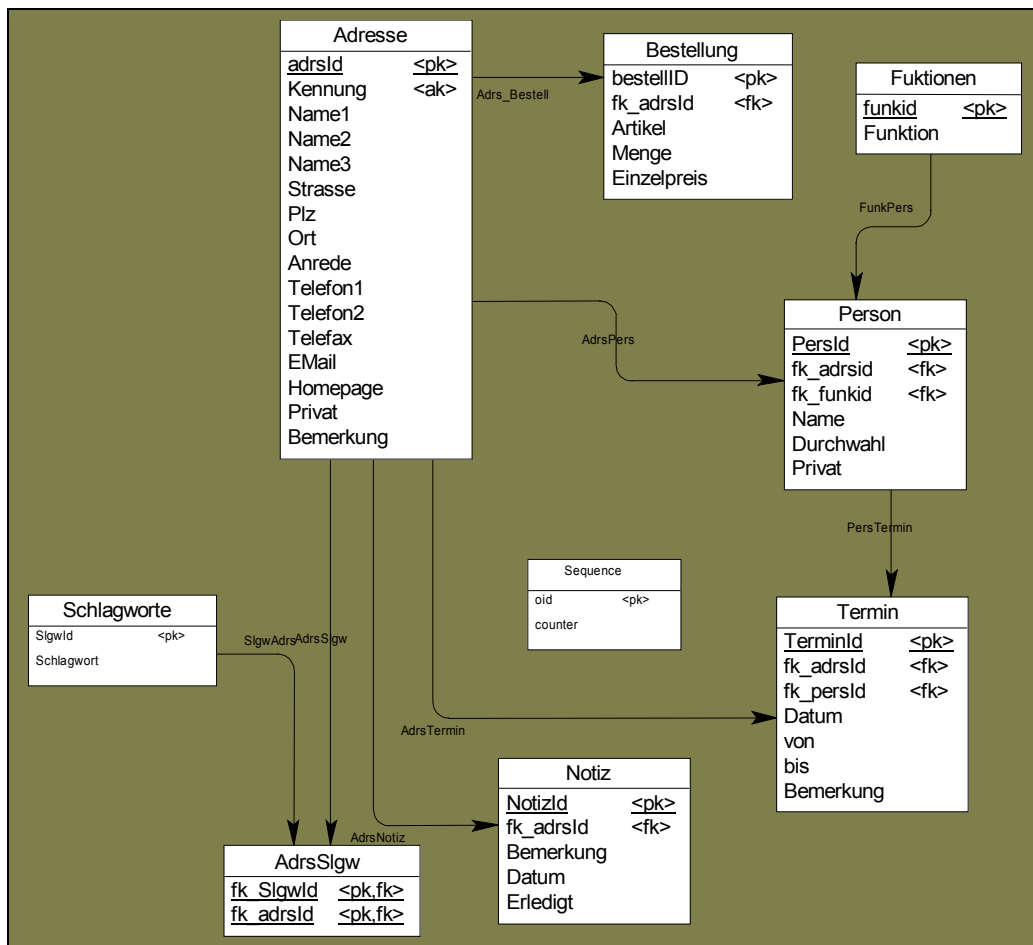 Adresse
adrsId <pk>
Kennung <ak>
Name1
Name2
Name3
Strasse
Plz
Ort
Anrede
Telefon1
Telefon2
Telefax
EMail
Homepage
Privat
Bemerkung
Adrs_Bestell
Bestellung
bestellID <pk>
fk_adrsId <fk>
Artikel
Menge
Einzelpreis
Fuktionen
funkid <pk>
Funktion
FunkPers
AdrsPers
Person
PersId <pk>
fk_adrsid <fk>
fk_funkid <fk>
Name
Durchwahl
Privat
PersTermin
Sequence
oid <pk>
counter
Schlagworte
SlgwId <pk>
Schlagwort
SlgwAdrs
AdrsSlgw
Termin
TerminId <pk>
fk_adrsId <fk>
fk_persId <fk>
Datum
von
bis
Bemerkung
AdrsTermin
Notiz
NotizId <pk>
fk_adrsId <fk>
Bemerkung
Datum
Erledigt
AdrsNotiz
AdrsSlgw
fk_SlgwId <pk,fk>
fk_adrsId <pk,fk>